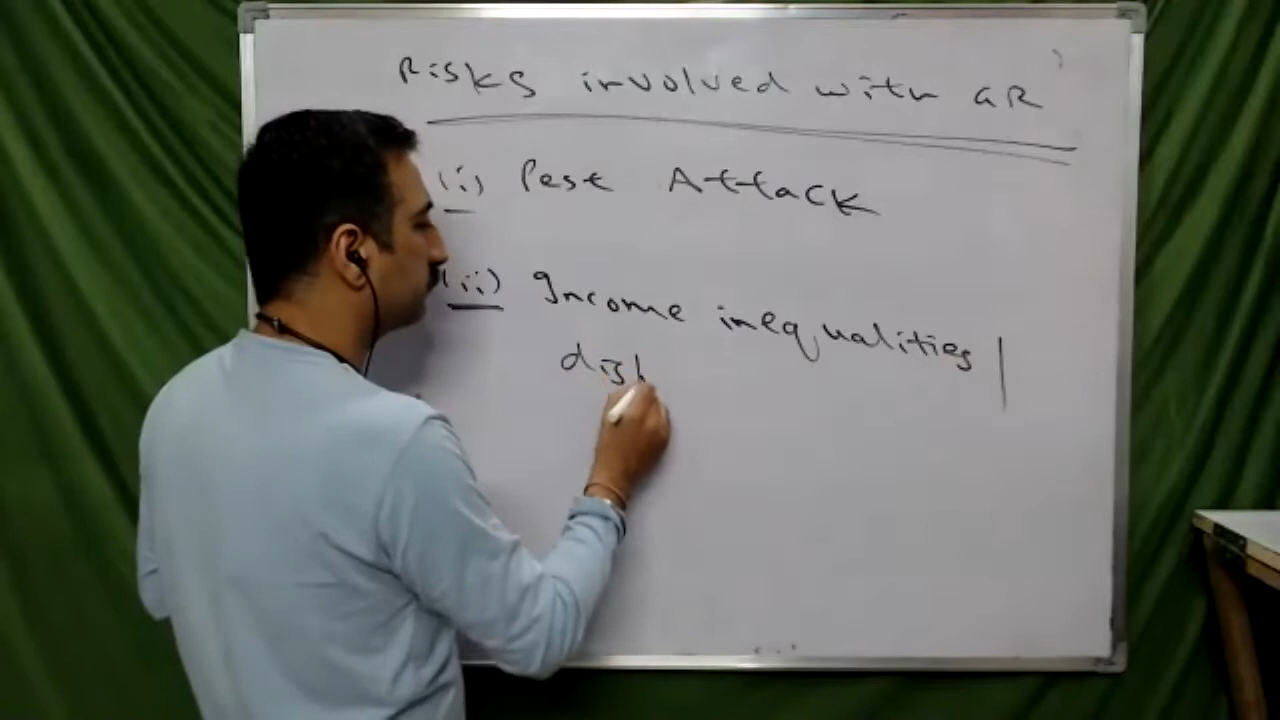 Risks involved with GR
(i) Pest Attack
(ii) Income inequalities |